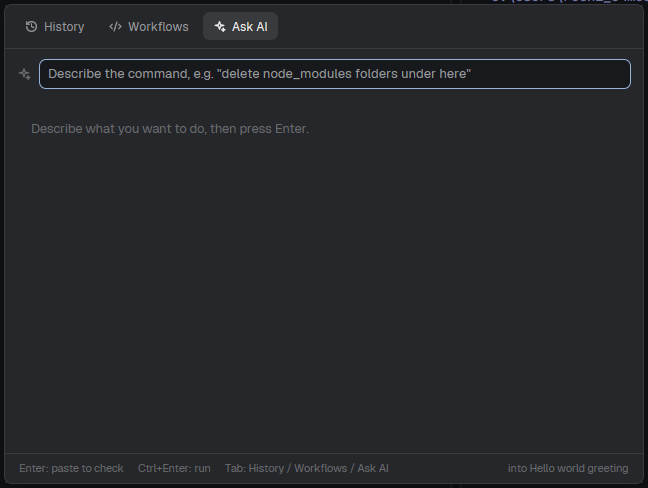 History
Workflows
Ask AI
Describe the command, e.g. "delete node_modules folders under here"
Describe what you want to do, then press Enter.
Enter: paste to check
Ctrl+Enter: run
Tab: History / Workflows / Ask AI
into Hello world greeting